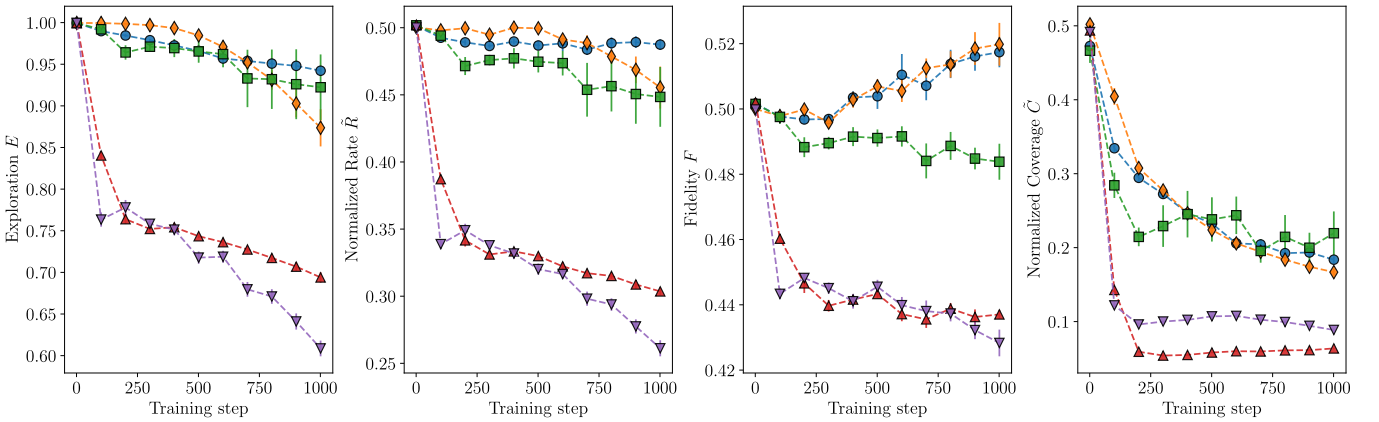 Exploration E
1.00
0.95
0.90
0.85
0.80
0.75
0.70
0.65
0.60
0 250 500 750 1000
Training step
Normalized Rate R̃
0.50
0.45
0.40
0.35
0.30
0.25
0 250 500 750 1000
Training step
Fidelity F
0.52
0.50
0.48
0.46
0.44
0.42
0 250 500 750 1000
Training step
Normalized Coverage C̃
0.4
0.3
0.2
0.1
0 250 500 750 1000
Training step